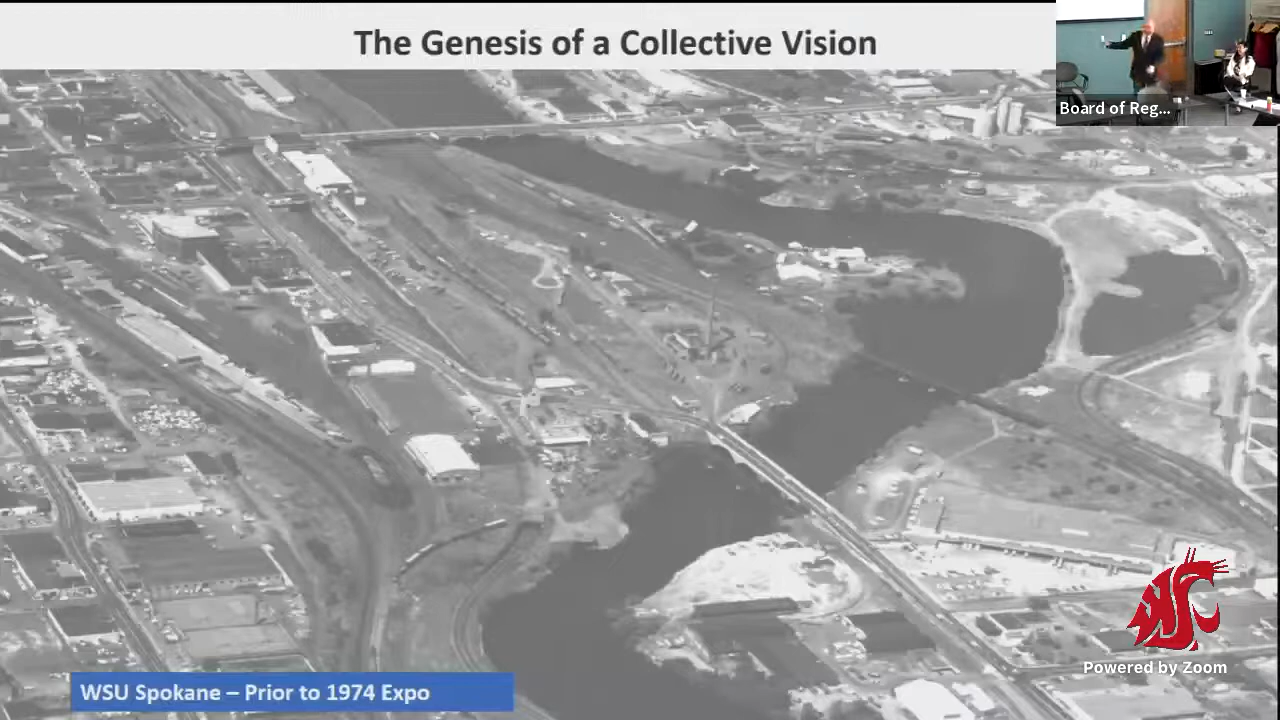 The Genesis of a Collective Vision
Board of Reg...
WSU Spokane – Prior to 1974 Expo
Powered by Zoom